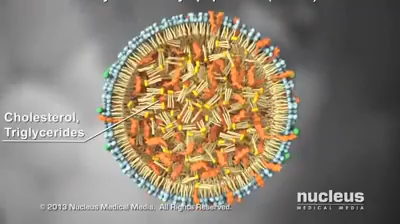 Cholesterol,
Triglycerides
© 2013 Nucleus Medical Media, All Rights Reserved.
nucleus
MEDICAL MEDIA